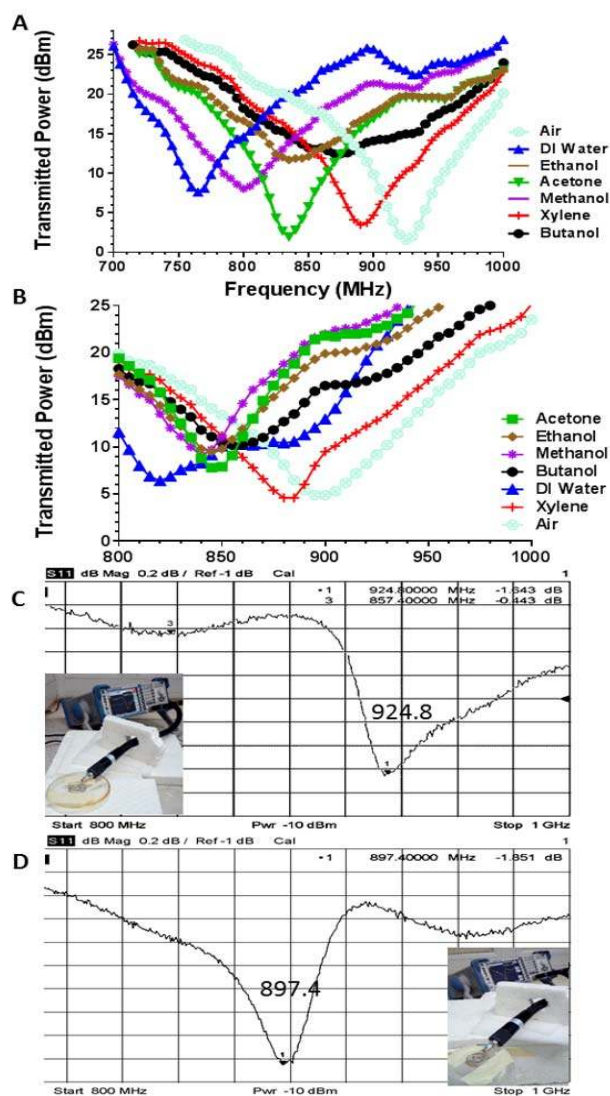 A
Transmitted Power (dBm)
25
20
15
10
5
0
700 750 800 850 900 950 1000
Frequency (MHz)
Air
DI Water
Ethanol
Acetone
Methanol
Xylene
Butanol
B
Transmitted Power (dBm)
25
20
15
10
5
0
800 850 900 950 1000
Acetone
Ethanol
Methanol
Butanol
DI Water
Xylene
Air
S11 dB Mag 0.2 dB / Ref -1 dB Cal 1
C
•1 924.80000 MHz -1.643 dB
3 857.40000 MHz -0.443 dB
3
924.8
1
Start 800 MHz Pwr -10 dBm Stop 1 GHz
S11 dB Mag 0.2 dB / Ref -1 dB Cal 1
D
•1 897.40000 MHz -1.851 dB
897.4
1
Start 800 MHz Pwr -10 dBm Stop 1 GHz